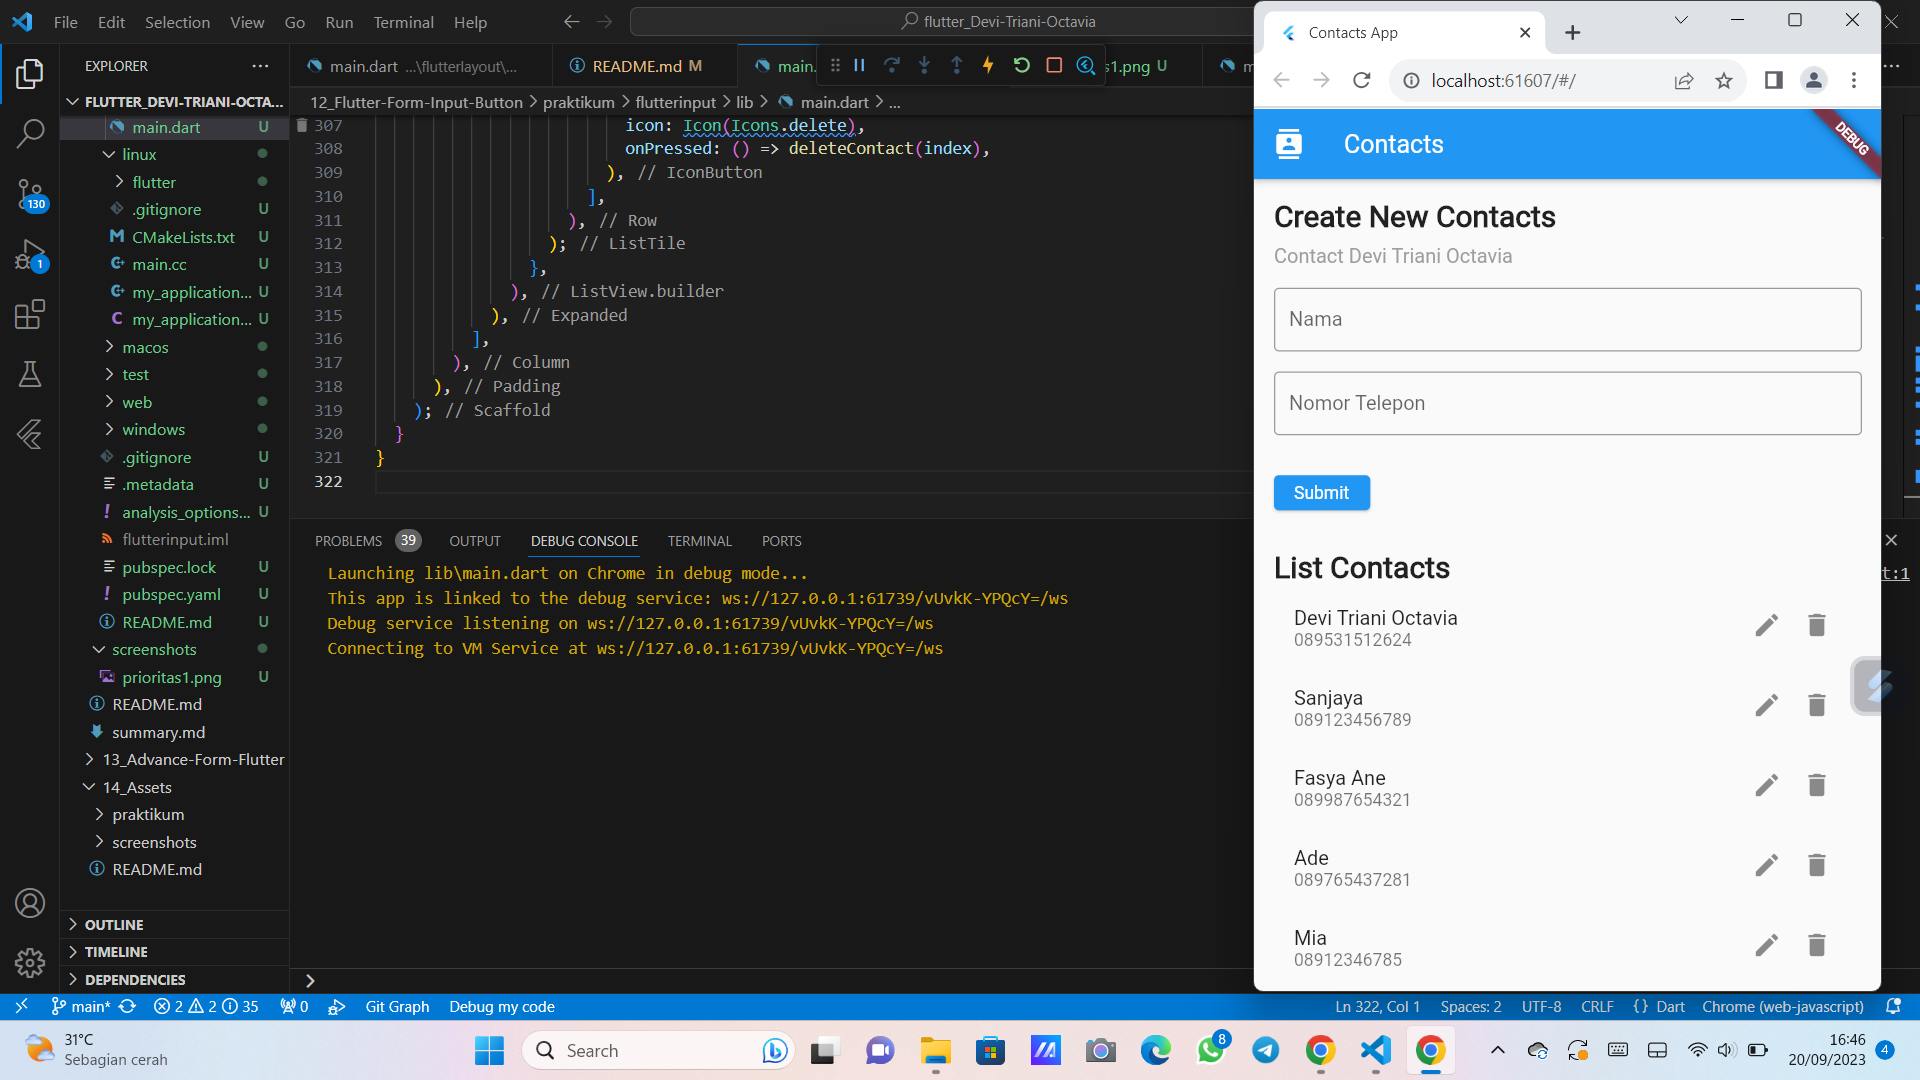 File Edit Selection View Go Run Terminal Help
flutter_Devi-Triani-Octavia
EXPLORER
FLUTTER_DEVI-TRIANI-OCTA...
main.dart U
linux
flutter
.gitignore U
CMakeLists.txt U
main.cc U
my_application... U
my_application... U
macos
test
web
windows
.gitignore U
.metadata U
analysis_options... U
flutterinput.iml
pubspec.lock U
pubspec.yaml U
README.md U
screenshots
prioritas1.png U
README.md
summary.md
13_Advance-Form-Flutter
14_Assets
praktikum
screenshots
README.md
OUTLINE
TIMELINE
DEPENDENCIES
130
1
main.dart ...\flutterlayout\...
README.md M
main.
s1.png U
m
12_Flutter-Form-Input-Button > praktikum > flutterinput > lib > main.dart > ...
307 icon: Icon(Icons.delete),
308 onPressed: () => deleteContact(index),
309 ), // IconButton
310 ],
311 ), // Row
312 ); // ListTile
313 },
314 ), // ListView.builder
315 ), // Expanded
316 ],
317 ), // Column
318 ), // Padding
319 ); // Scaffold
320 }
321 }
322
PROBLEMS 39 OUTPUT DEBUG CONSOLE TERMINAL PORTS
Launching lib\main.dart on Chrome in debug mode...
This app is linked to the debug service: ws://127.0.0.1:61739/vUvkK-YPQcY=/ws
Debug service listening on ws://127.0.0.1:61739/vUvkK-YPQcY=/ws
Connecting to VM Service at ws://127.0.0.1:61739/vUvkK-YPQcY=/ws
t:1
Contacts App
localhost:61607/#/
Contacts
DEBUG
Create New Contacts
Contact Devi Triani Octavia
Nama
Nomor Telepon
Submit
List Contacts
Devi Triani Octavia
089531512624
Sanjaya
089123456789
Fasya Ane
089987654321
Ade
089765437281
Mia
08912346785
main* 2 2 35 0 Git Graph Debug my code
Ln 322, Col 1 Spaces: 2 UTF-8 CRLF {} Dart Chrome (web-javascript)
31°C
Sebagian cerah
Search
8
16:46
20/09/2023
4